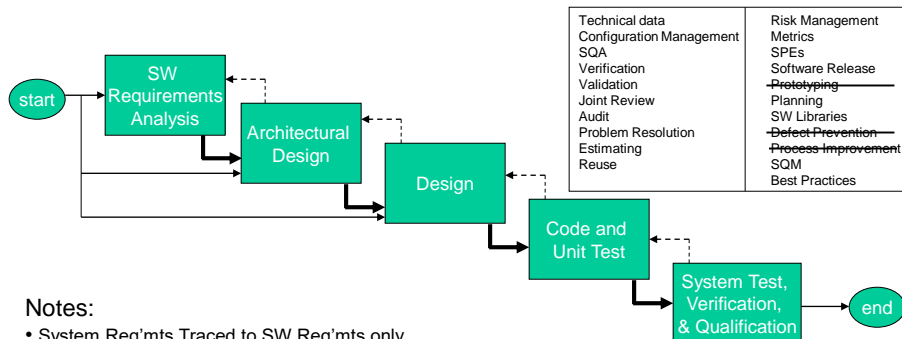 start
SW
Requirements
Analysis
Architectural
Design
Design
Code and
Unit Test
System Test,
Verification,
& Qualification
end
Technical data
Configuration Management
SQA
Verification
Validation
Joint Review
Audit
Problem Resolution
Estimating
Reuse
Risk Management
Metrics
SPEs
Software Release
Prototyping
Planning
SW Libraries
Defect Prevention
Process Improvement
SQM
Best Practices
Notes:
• System Req'mts Traced to SW Req'mts only